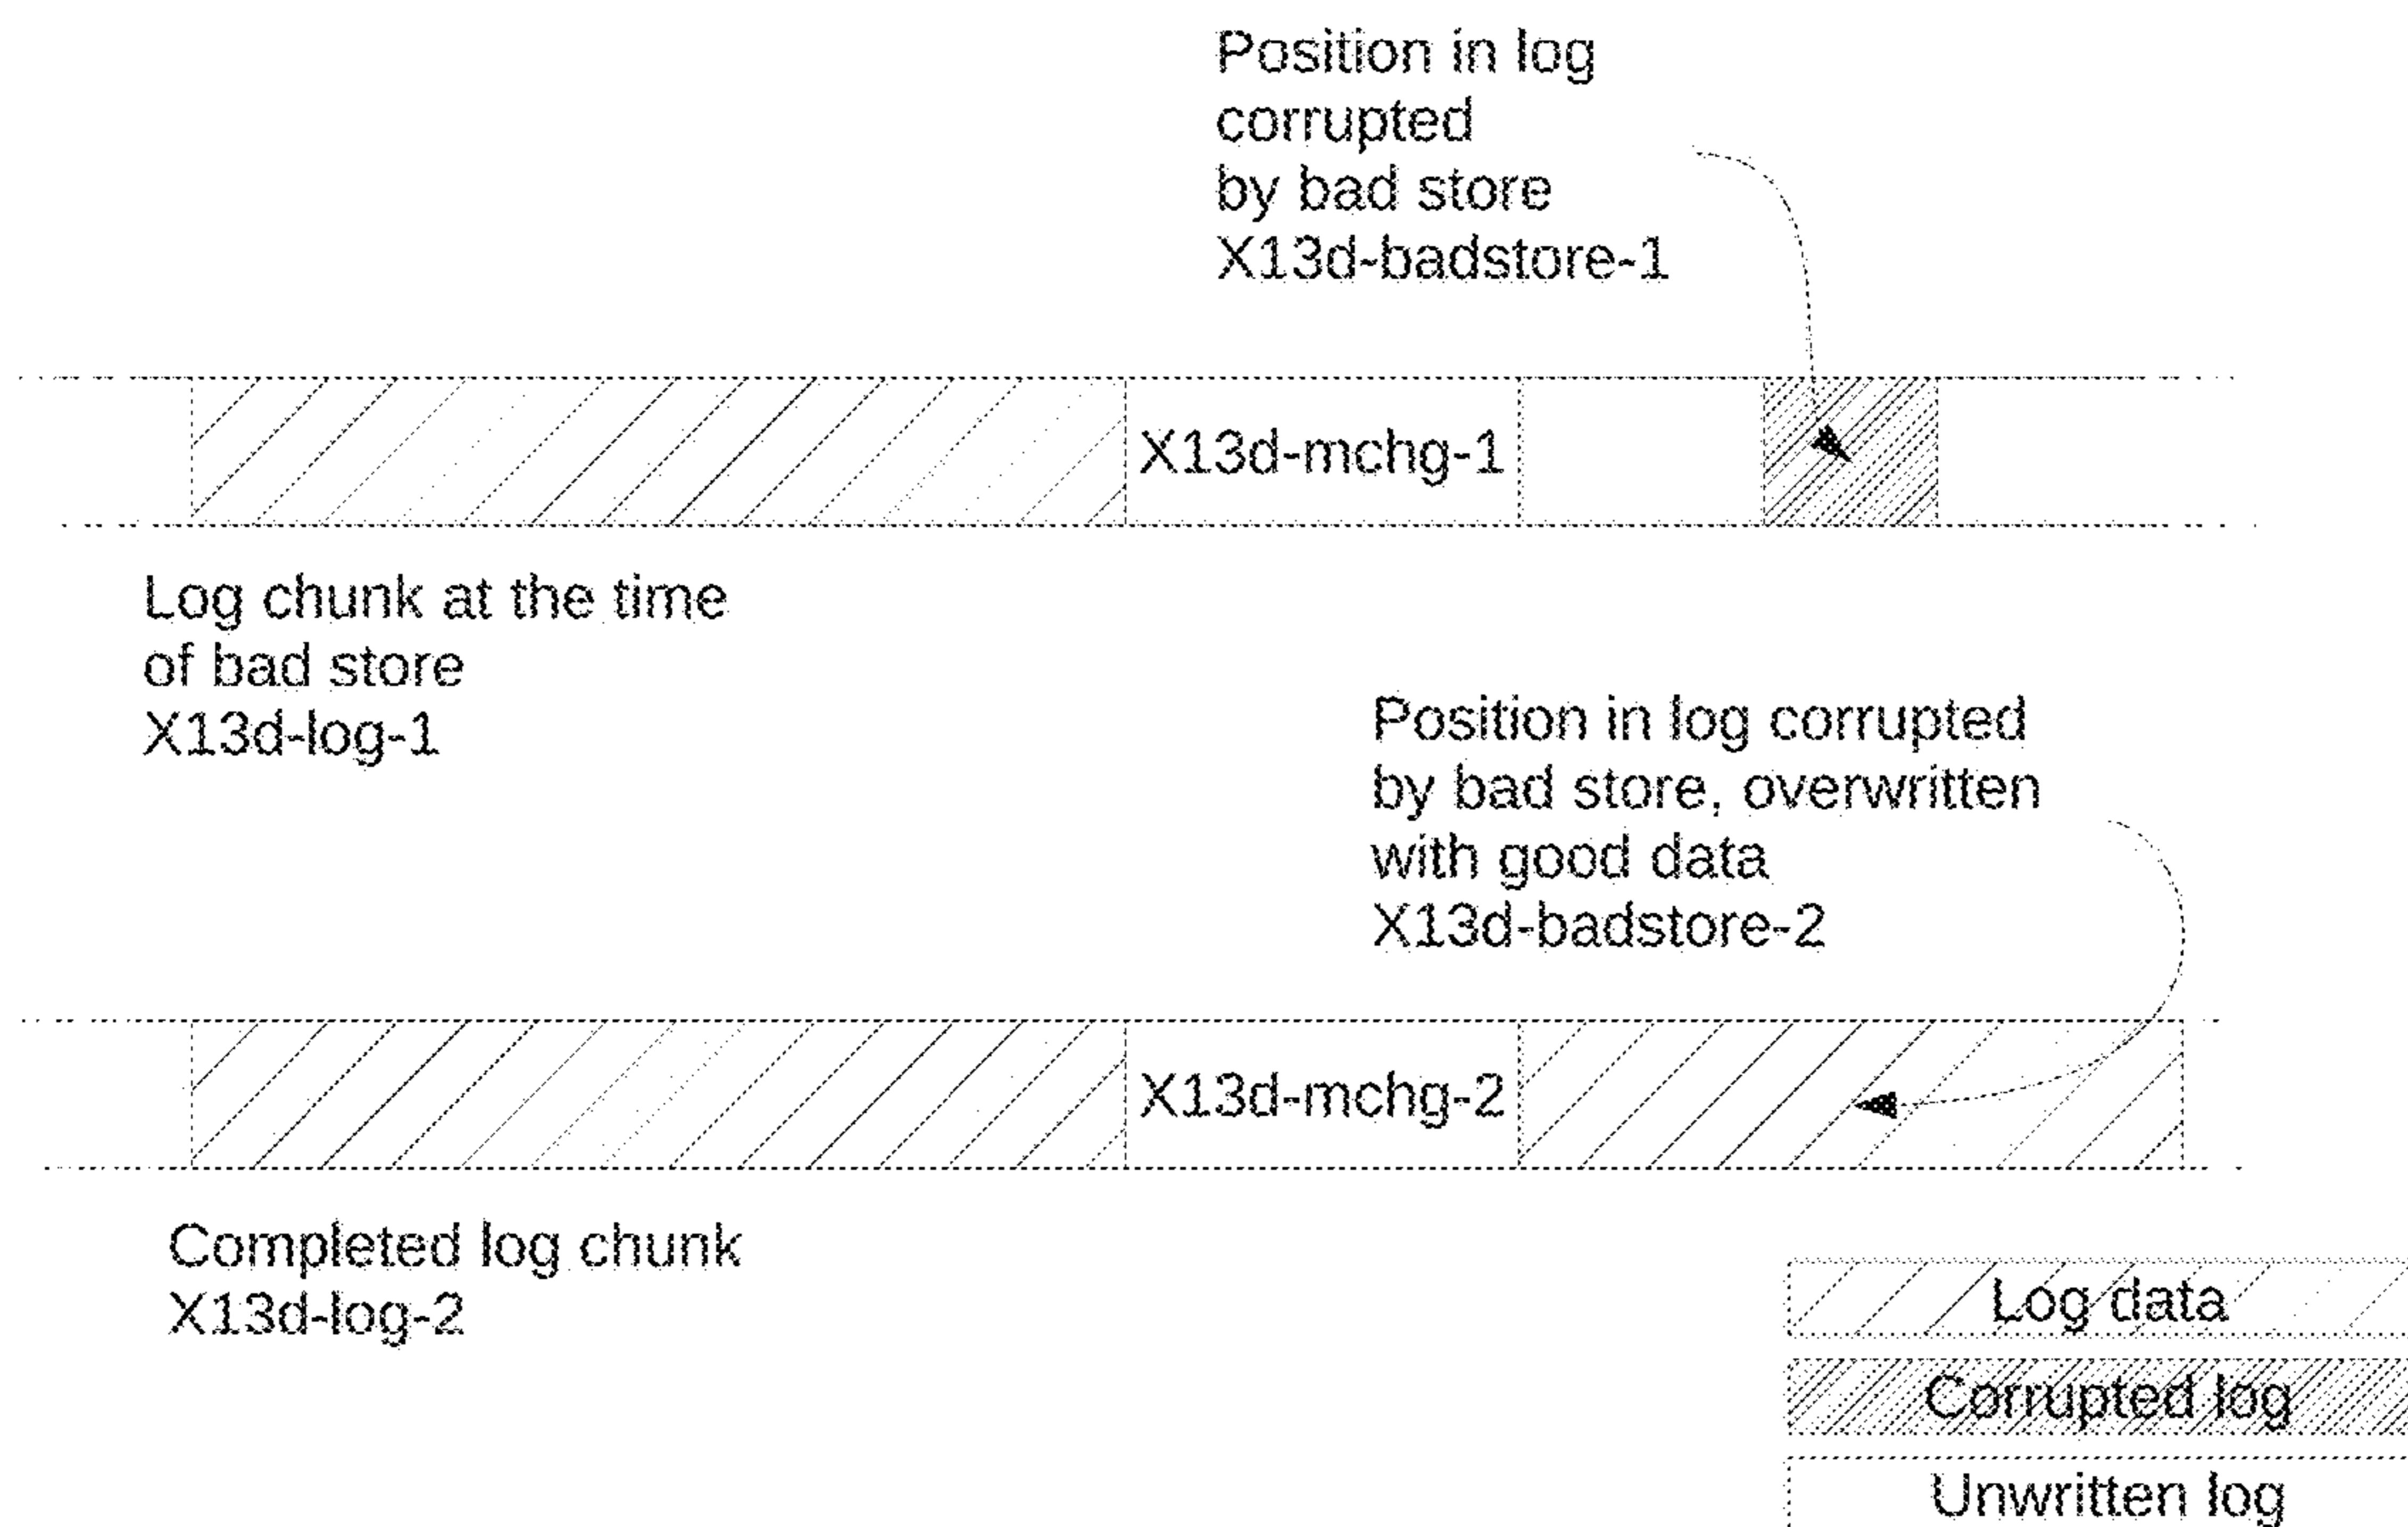 Position in log
corrupted
by bad store
X13d-badstore-1
X13d-mchg-1
Log chunk at the time
of bad store
X13d-log-1
Position in log corrupted
by bad store, overwritten
with good data
X13d-badstore-2
X13d-mchg-2
Completed log chunk
X13d-log-2
Log data
Corrupted log
Unwritten log